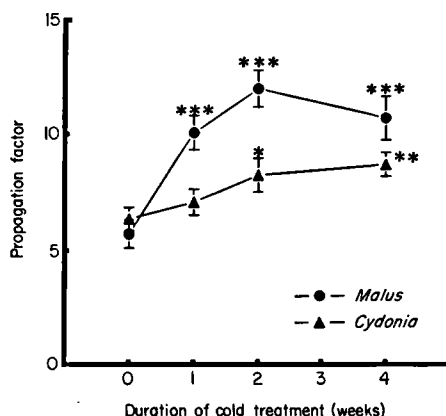 15
***
***
***
10
*
**
Propagation factor
5
— ● — Malus
— ▲ — Cydonia
0
0 1 2 3 4
Duration of cold treatment (weeks)